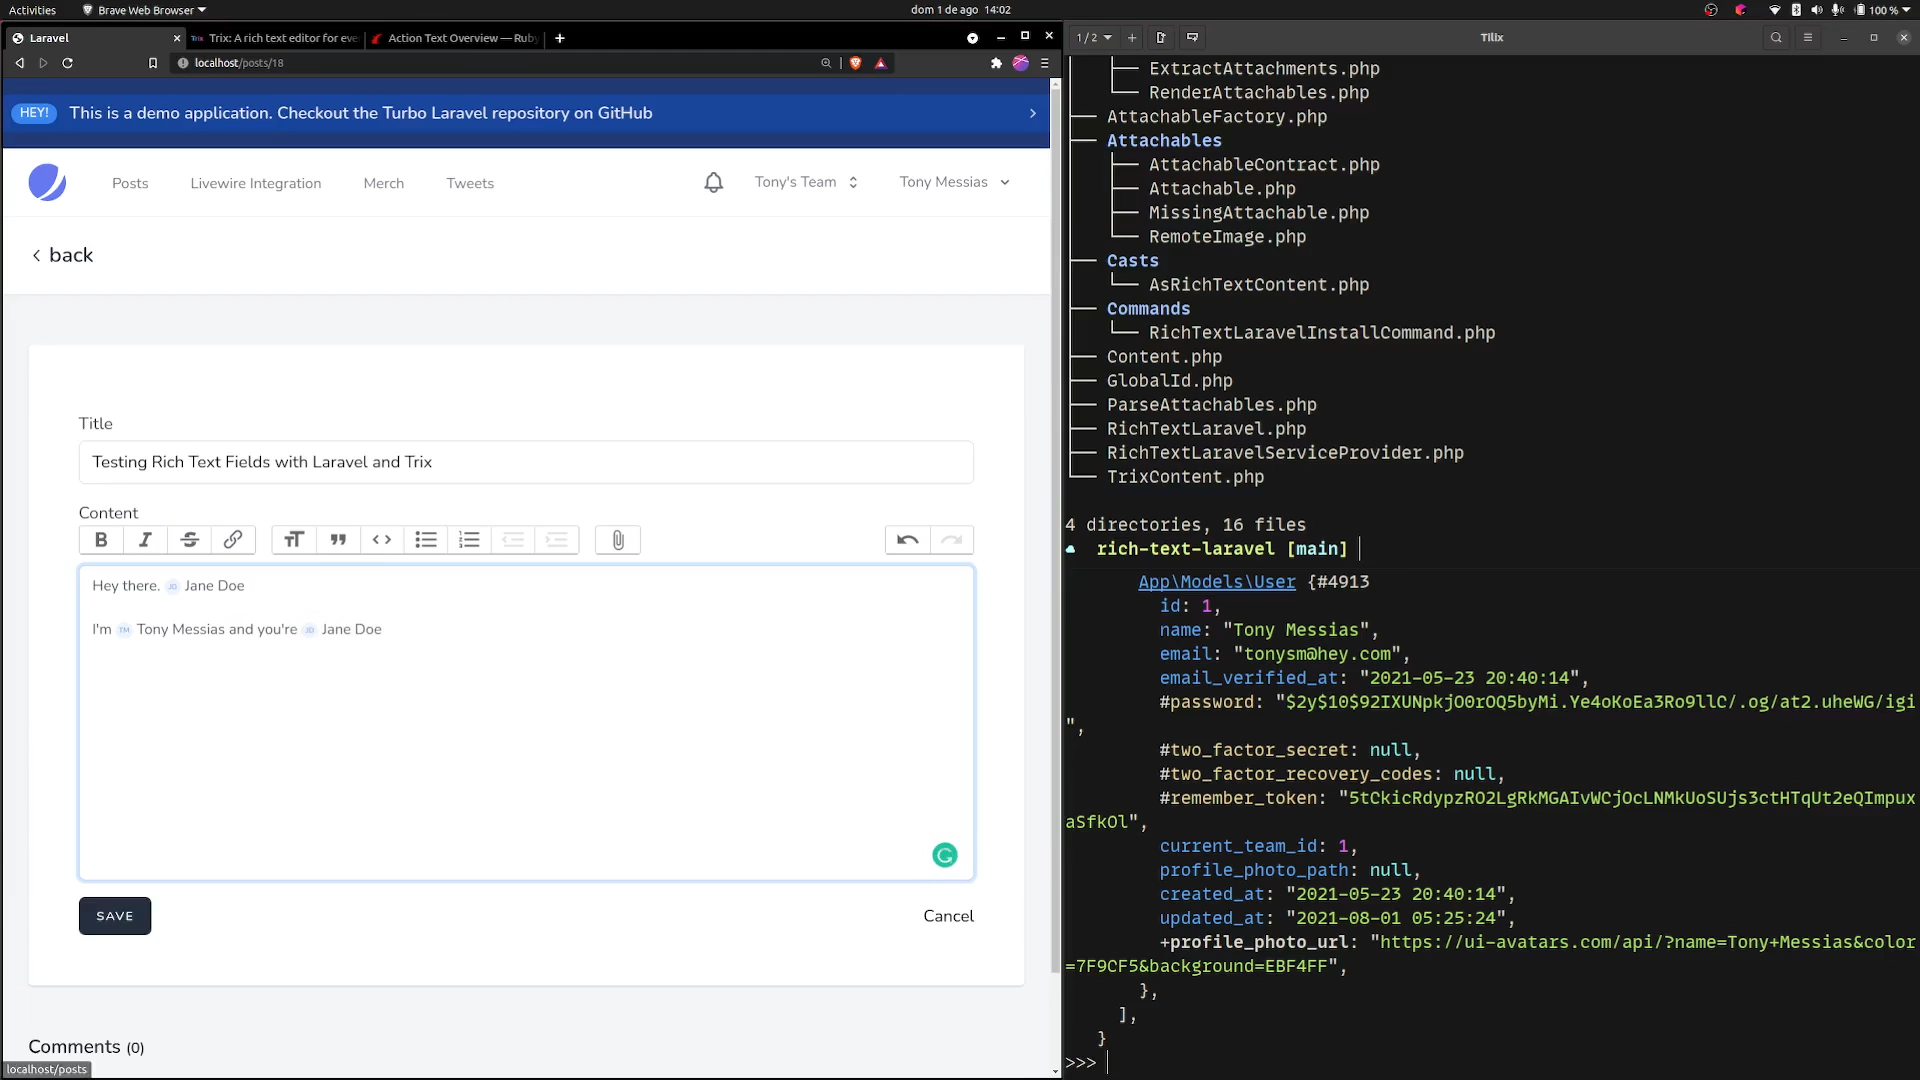 Activities
Brave Web Browser
dom 1 de ago 14:02
100 %
Laravel
Trix: A rich text editor for eve
Action Text Overview — Ruby
localhost/posts/18
HEY!
This is a demo application. Checkout the Turbo Laravel repository on GitHub
Posts
Livewire Integration
Merch
Tweets
Tony's Team
Tony Messias
back
Title
Testing Rich Text Fields with Laravel and Trix
Content
Hey there. JD Jane Doe
I'm TM Tony Messias and you're JD Jane Doe
SAVE
Cancel
Comments (0)
localhost/posts
1 / 2
Tilix
ExtractAttachments.php
RenderAttachables.php
AttachableFactory.php
Attachables
AttachableContract.php
Attachable.php
MissingAttachable.php
RemoteImage.php
Casts
AsRichTextContent.php
Commands
RichTextLaravelInstallCommand.php
Content.php
GlobalId.php
ParseAttachables.php
RichTextLaravel.php
RichTextLaravelServiceProvider.php
TrixContent.php
4 directories, 16 files
rich-text-laravel [main]
App\Models\User {#4913
id: 1,
name: "Tony Messias",
email: "tonysm@hey.com",
email_verified_at: "2021-05-23 20:40:14",
#password: "$2y$10$92IXUNpkjO0rOQ5byMi.Ye4oKoEa3Ro9llC/.og/at2.uheWG/igi
",
#two_factor_secret: null,
#two_factor_recovery_codes: null,
#remember_token: "5tCkicRdypzRO2LgRkMGAIvWCjOcLNMkUoSUjs3ctHTqUt2eQImpux
aSfkOl",
current_team_id: 1,
profile_photo_path: null,
created_at: "2021-05-23 20:40:14",
updated_at: "2021-08-01 05:25:24",
+profile_photo_url: "https://ui-avatars.com/api/?name=Tony+Messias&color
=7F9CF5&background=EBF4FF",
},
],
}
>>>